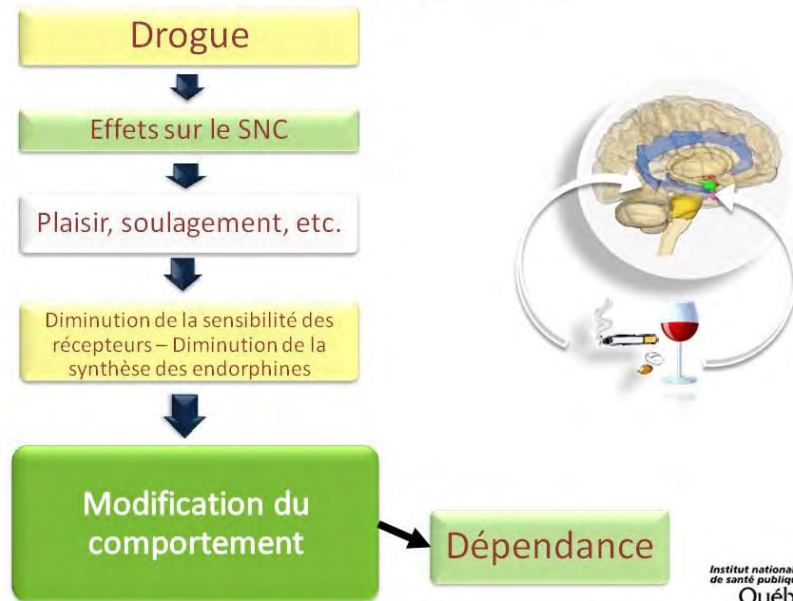 Drogue
Effets sur le SNC
Plaisir, soulagement, etc.
Diminution de la sensibilité des
récepteurs – Diminution de la
synthèse des endorphines
Modification du
comportement
Dépendance
Institut national
de santé publique